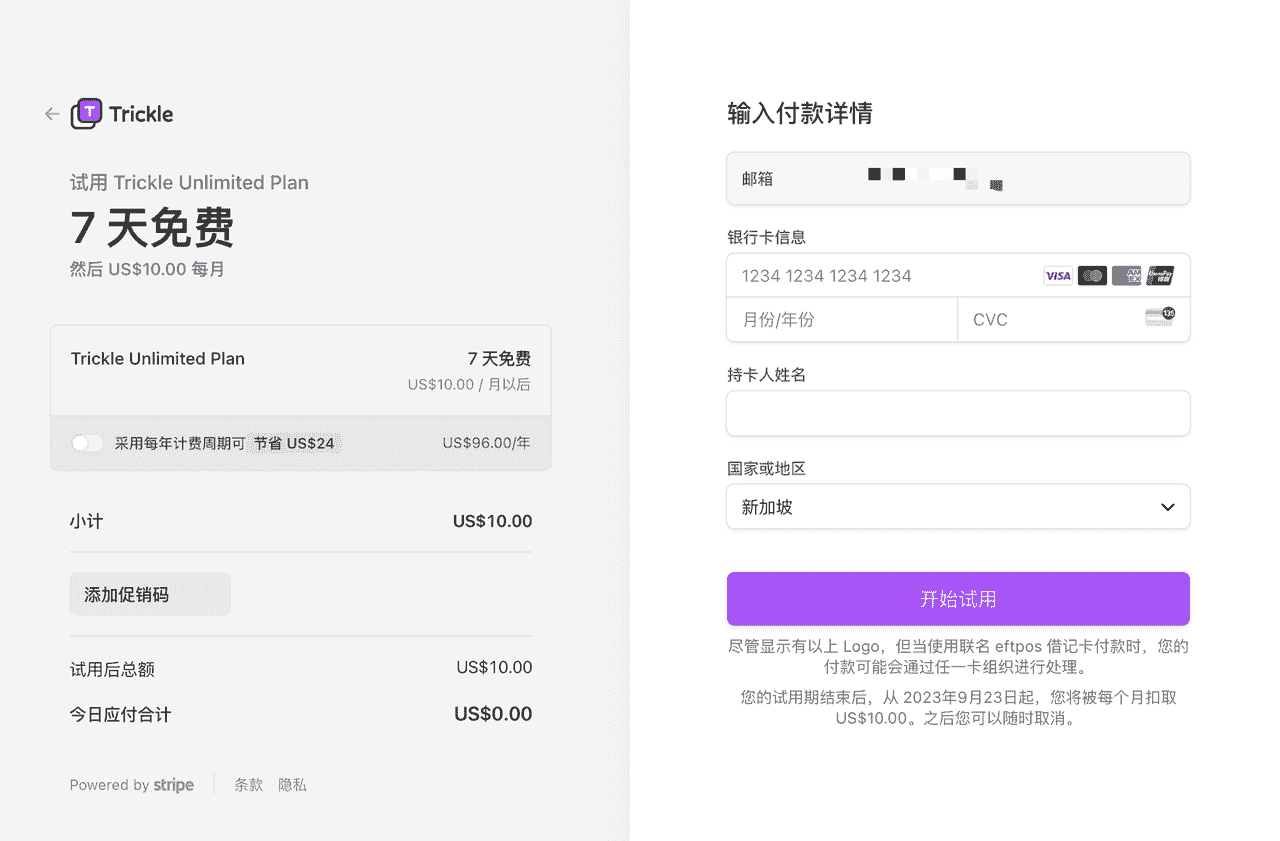 Trickle
试用 Trickle Unlimited Plan
7 天免费
然后 US$10.00 每月
Trickle Unlimited Plan 7 天免费
US$10.00 / 月以后
采用每年计费周期可 节省 US$24 US$96.00/年
小计 US$10.00
添加促销码
试用后总额 US$10.00
今日应付合计 US$0.00
Powered by stripe 条款 隐私
输入付款详情
邮箱
银行卡信息
1234 1234 1234 1234 VISA AMEX UnionPay 银联
月份/年份 CVC 135
持卡人姓名
国家或地区
新加坡
开始试用
尽管显示有以上 Logo，但当使用联名 eftpos 借记卡付款时，您的
付款可能会通过任一卡组织进行处理。
您的试用期结束后，从 2023年9月23日起，您将被每个月扣取
US$10.00。之后您可以随时取消。